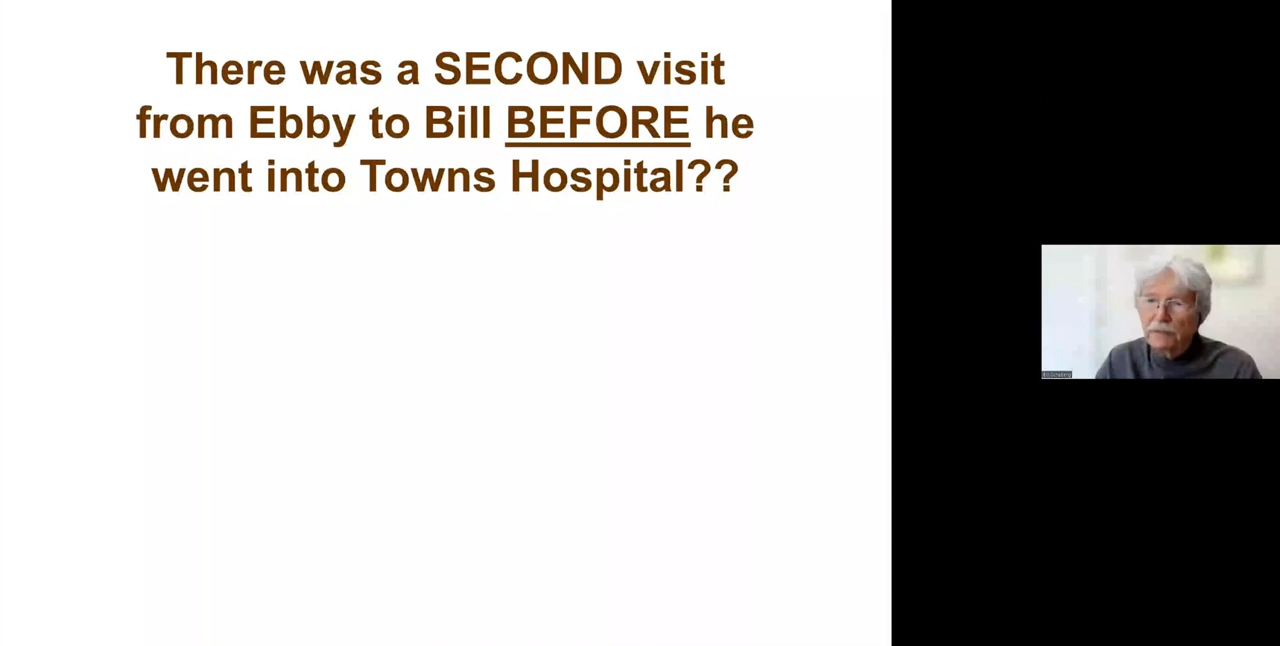 There was a SECOND visit
from Ebby to Bill BEFORE he
went into Towns Hospital??